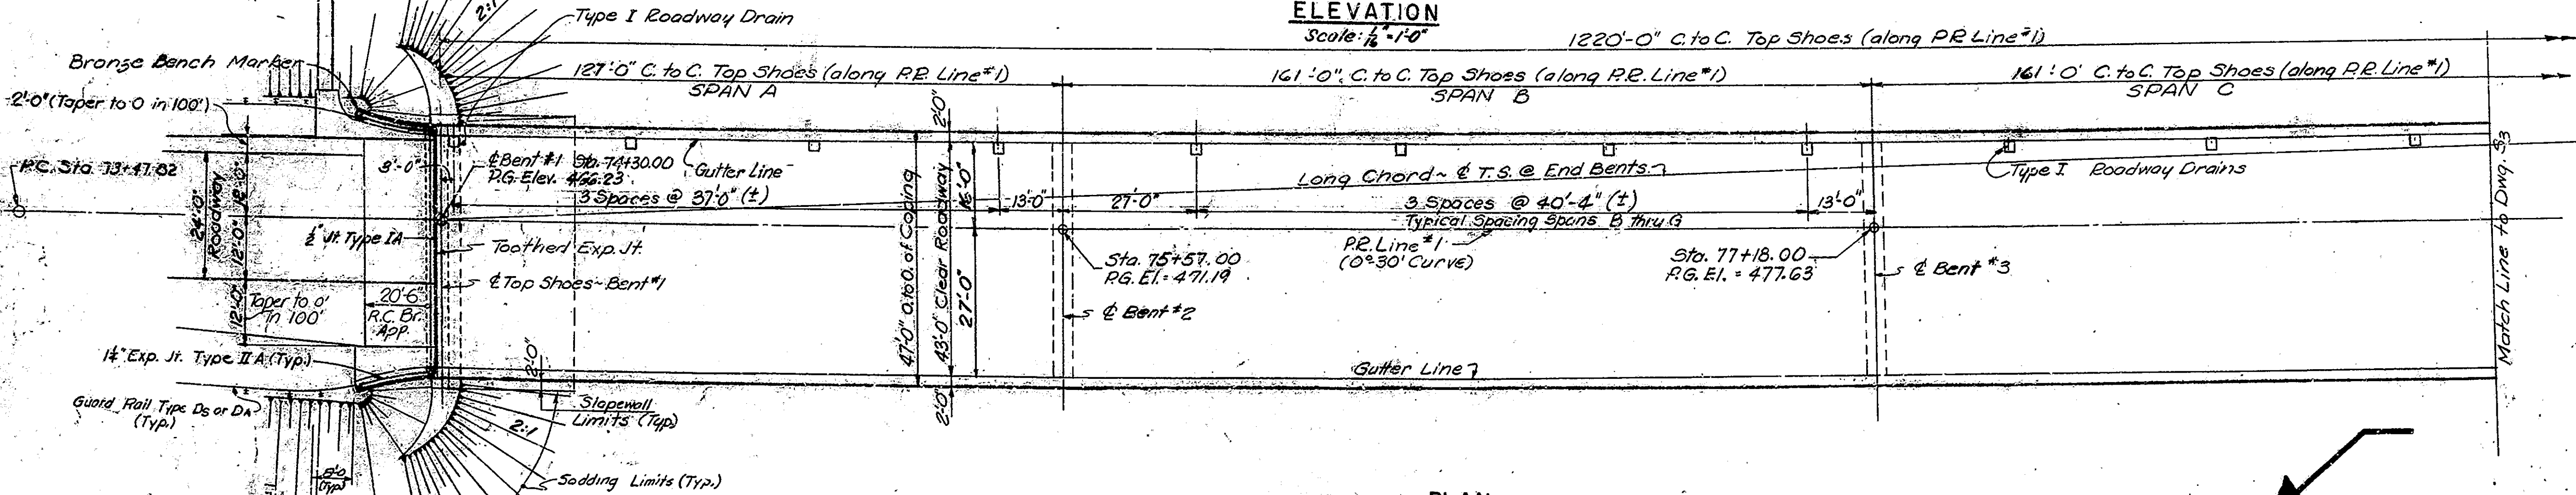 ELEVATION
Scale: 1/16" = 1'-0"
2:1
Type I Roadway Drain
1220'-0" C. to C. Top Shoes (along P.R. Line #1)
Bronze Bench Marker
127'-0" C. to C. Top Shoes (along P.R. Line #1)
SPAN A
161'-0" C. to C. Top Shoes (along P.R. Line #1)
SPAN B
161'-0" C. to C. Top Shoes (along P.R. Line #1)
SPAN C
2'-0" (Taper to 0 in 100')
P.C. Sta. 73+47.82
24'-0"
Roadway
12'-0"
12'-0"
12'-0"
3'-0"
½" Jt. Type IA
℄ Bent #1 Sta. 74+30.00
P.G. Elev. 466.23
Gutter Line
3 Spaces @ 37'-0" (±)
Toothed Exp. Jt.
℄ Top Shoes - Bent #1
Taper to 0'
in 100'
20'-6"
R.C. Br.
App.
47'-0" O. to O. of Coping
43'-0" Clear Roadway
2'-0"
16'-0"
27'-0"
2'-0"
13'-0"
27'-0"
Long Chord ~ ℄ T.S. @ End Bents
3 Spaces @ 40'-4" (±)
Typical Spacing Spans B thru G
13'-0"
P.R. Line #1
(0°30' Curve)
Sta. 75+57.00
P.G. El. = 471.19
℄ Bent #2
Sta. 77+18.00
P.G. El. = 477.63
℄ Bent #3
Type I Roadway Drains
Match Line to Dwg. S3
Gutter Line
1¼" Exp. Jt. Type II A (Typ.)
Guard Rail Type DS or DA
(Typ.)
2'-0"
Slopewall
Limits (Typ)
2:1
Sodding Limits (Typ.)
8'-0
(Typ)
PLAN